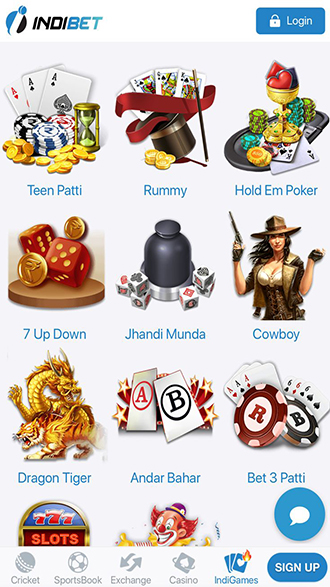 INDIBET
Login
Teen Patti
Rummy
Hold Em Poker
7 Up Down
Jhandi Munda
Cowboy
A
B
Dragon Tiger
Andar Bahar
Bet 3 Patti
R
B
777
SLOTS
Cricket
SportsBook
Exchange
Casino
IndiGames
SIGN UP